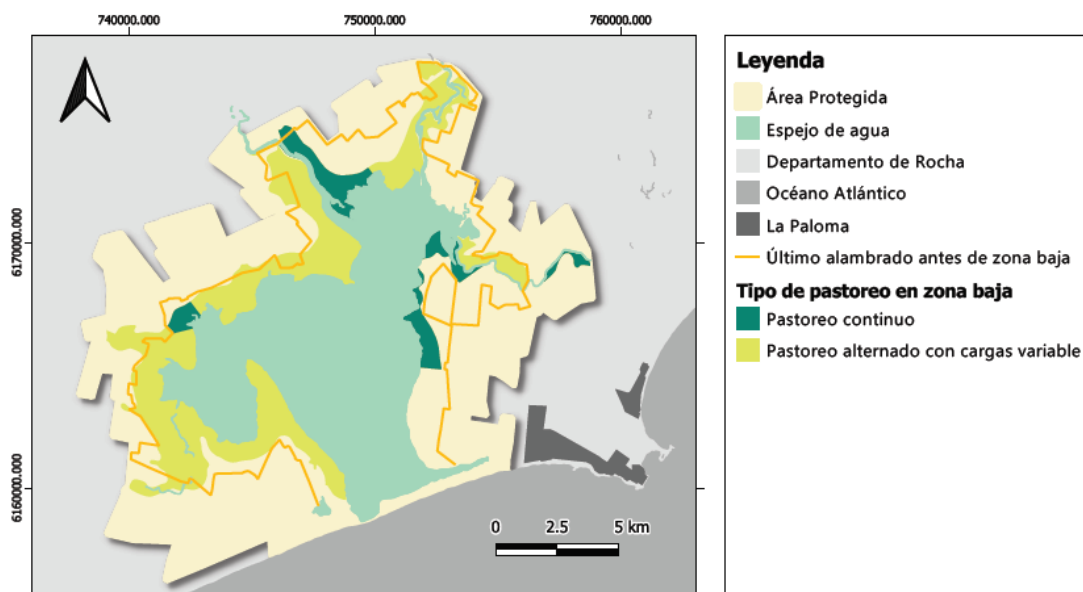 740000.000
750000.000
760000.000
6170000.000
6160000.000
0 2.5 5 km
Leyenda
Área Protegida
Espejo de agua
Departamento de Rocha
Océano Atlántico
La Paloma
Último alambrado antes de zona baja
Tipo de pastoreo en zona baja
Pastoreo continuo
Pastoreo alternado con cargas variable